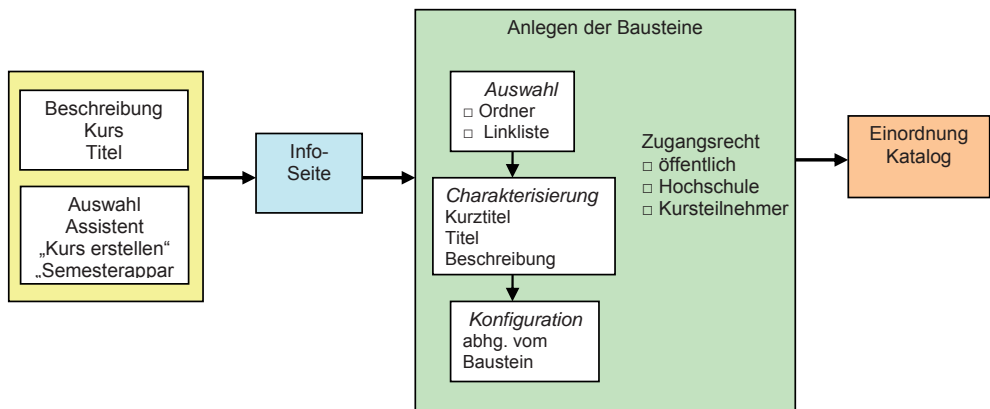 Beschreibung
Kurs
Titel
Auswahl
Assistent
„Kurs erstellen“
„Semesterappar
Info-
Seite
Anlegen der Bausteine
Auswahl
□ Ordner
□ Linkliste
Charakterisierung
Kurztitel
Titel
Beschreibung
Konfiguration
abhg. vom
Baustein
Zugangsrecht
□ öffentlich
□ Hochschule
□ Kursteilnehmer
Einordnung
Katalog